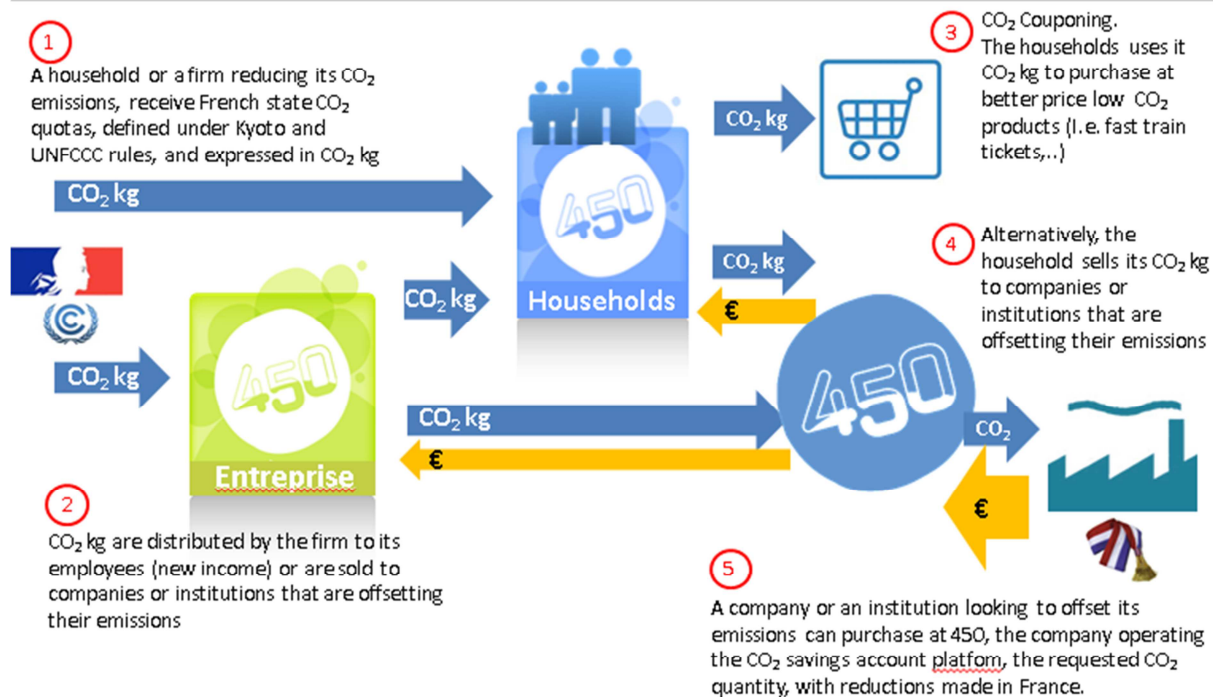 1
A household or a firm reducing its CO₂
emissions, receive French state CO₂
quotas, defined under Kyoto and
UNFCCC rules, and expressed in CO₂ kg
CO₂ kg
450
Households
CO₂ kg
3
CO₂ Couponing.
The households uses it
CO₂ kg to purchase at
better price low CO₂
products (I.e. fast train
tickets,..)
CO₂ kg
450
Entreprise
CO₂ kg
CO₂ kg
€
4
Alternatively, the
household sells its CO₂ kg
to companies or
institutions that are
offsetting their emissions
CO₂ kg
€
450
CO₂
€
2
CO₂ kg are distributed by the firm to its
employees (new income) or are sold to
companies or institutions that are offsetting
their emissions
5
A company or an institution looking to offset its
emissions can purchase at 450, the company operating
the CO₂ savings account platfom, the requested CO₂
quantity, with reductions made in France.